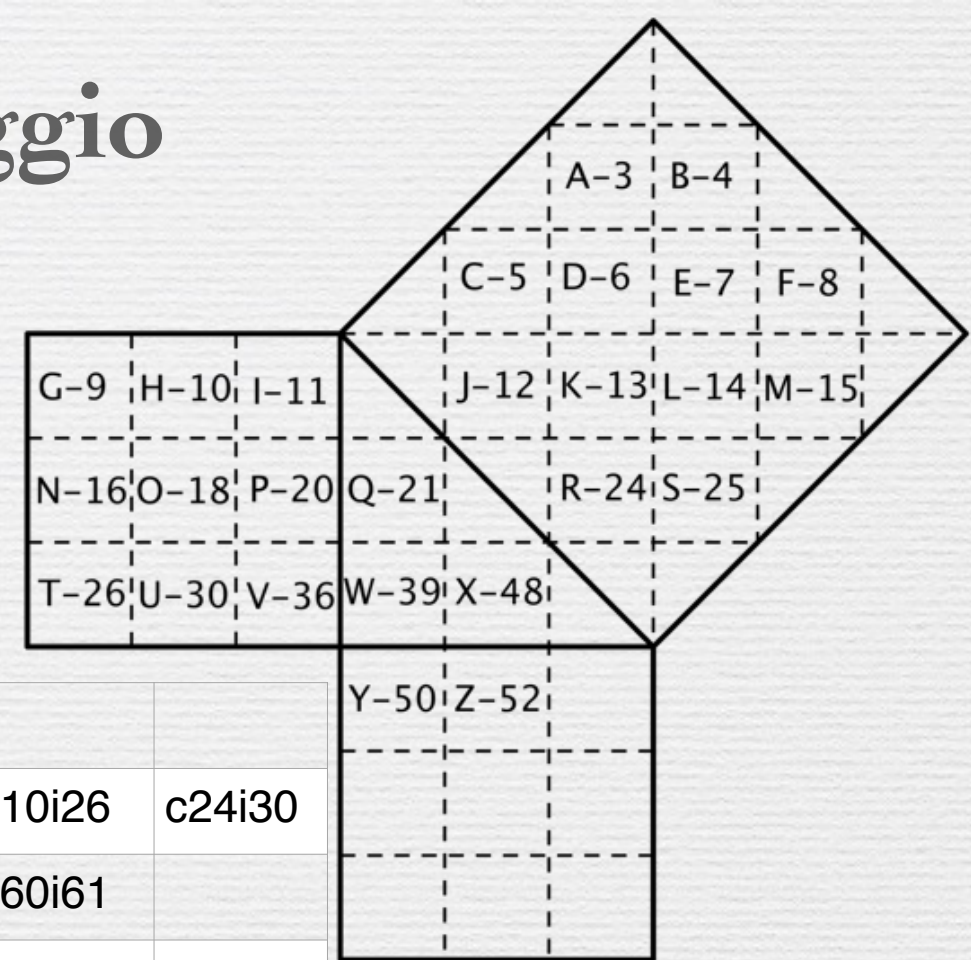 ggio
A-3 B-4
C-5 D-6 E-7 F-8
G-9 H-10 I-11 J-12 K-13 L-14 M-15
N-16 O-18 P-20 Q-21 R-24 S-25
T-26 U-30 V-36 W-39 X-48
Y-50 Z-52
10i26 c24i30
60i61